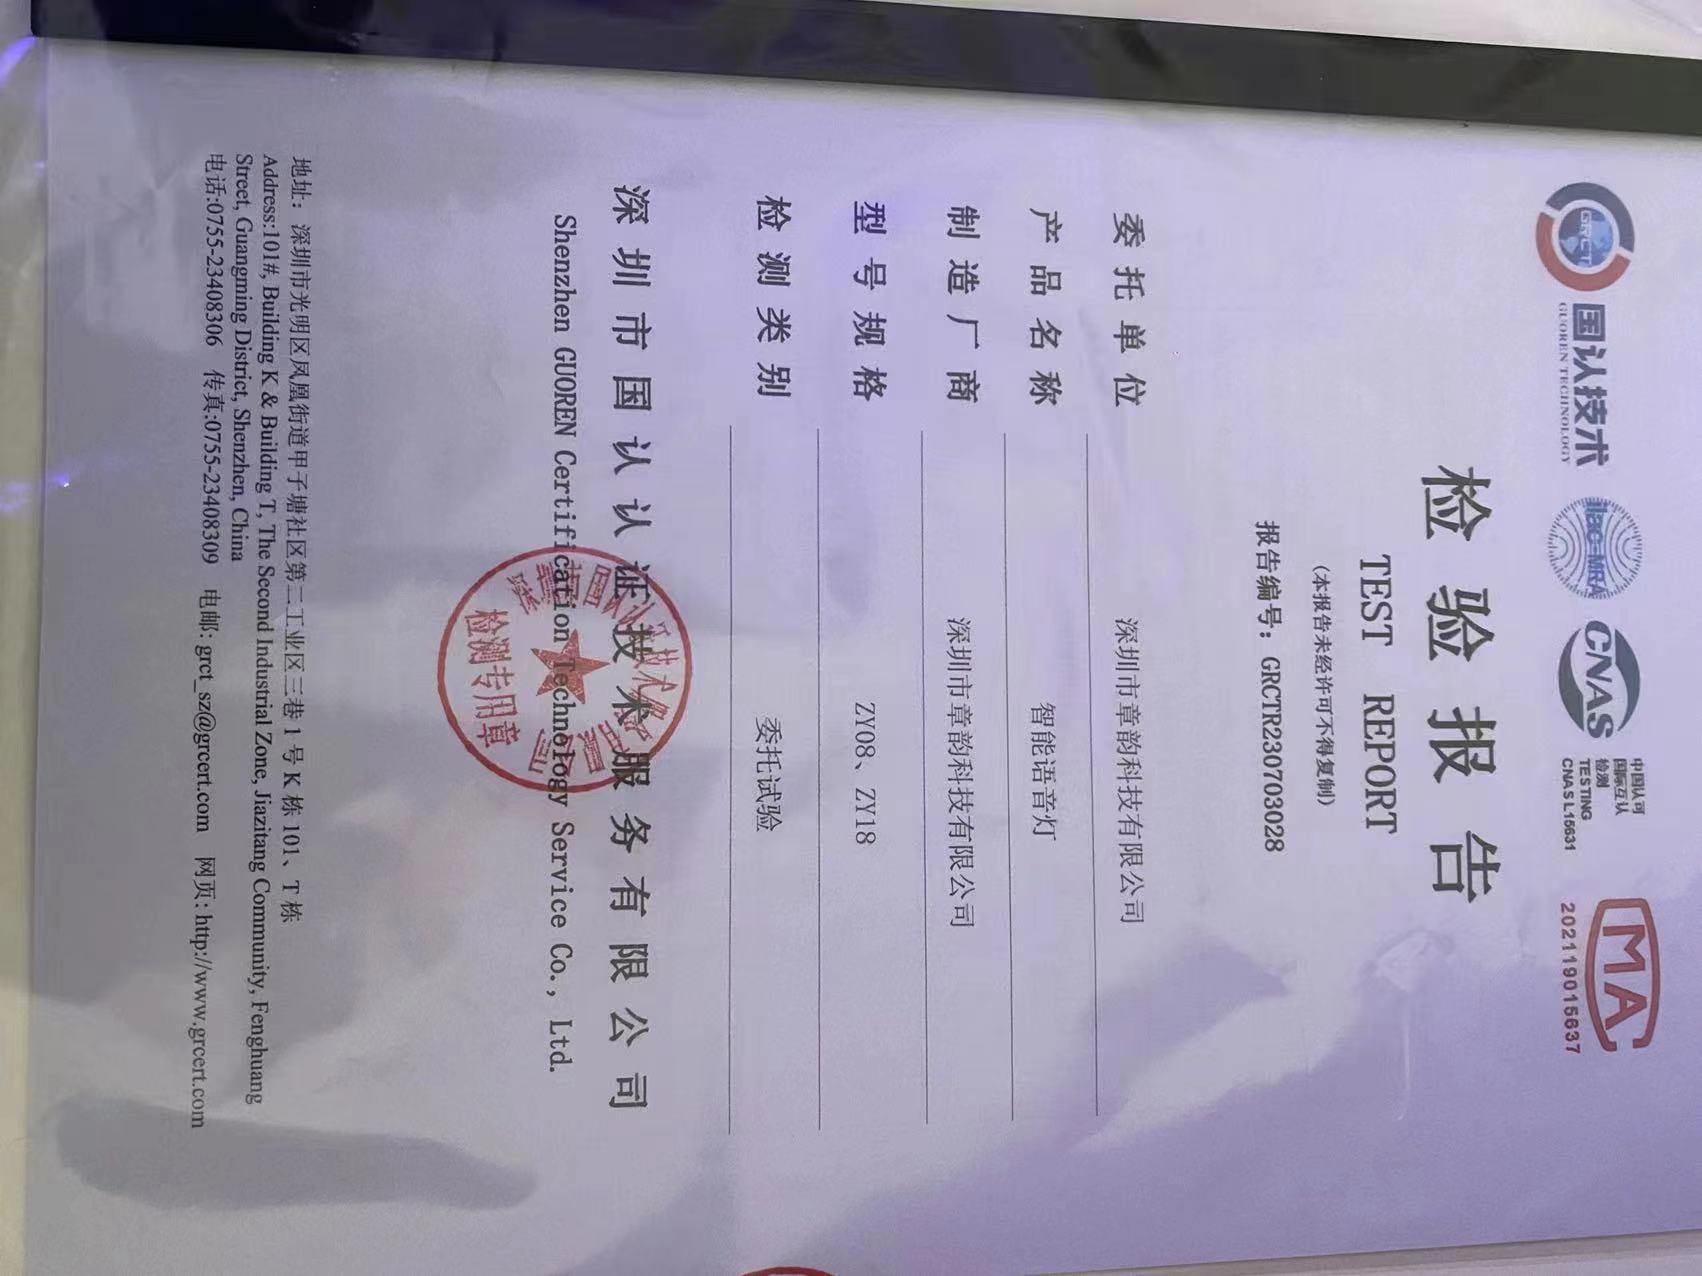 GRCT
国认技术
GUOREN TECHNOLOGY
ilac-MRA
CNAS
中国认可
国际互认
检测
TESTING
CNAS L15631
MA
202119015637
检验报告
TEST REPORT
(本报告未经许可不得复制)
报告编号：GRCTR230703028
委托单位 深圳市章韵科技有限公司
产品名称 智能语音灯
制造厂商 深圳市章韵科技有限公司
型号规格 ZY08、ZY18
检测类别 委托试验
深圳市国认认证技术服务有限公司
Shenzhen GUOREN Certification Technology Service Co., Ltd.
检测专用章
地址：深圳市光明区凤凰街道甲子塘社区第二工业区三巷1号K栋101、T栋
Address:101#, Building K & Building T, The Second Industrial Zone, Jiazitang Community, Fenghuang
Street, Guangming District, Shenzhen, China
电话:0755-23408306 传真:0755-23408309 电邮: grct_sz@grcert.com 网页: http://www.grcert.com